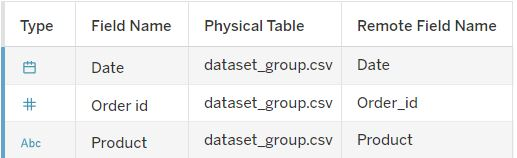 Type Field Name Physical Table Remote Field Name
Date dataset_group.csv Date
# Order id dataset_group.csv Order_id
Abc Product dataset_group.csv Product